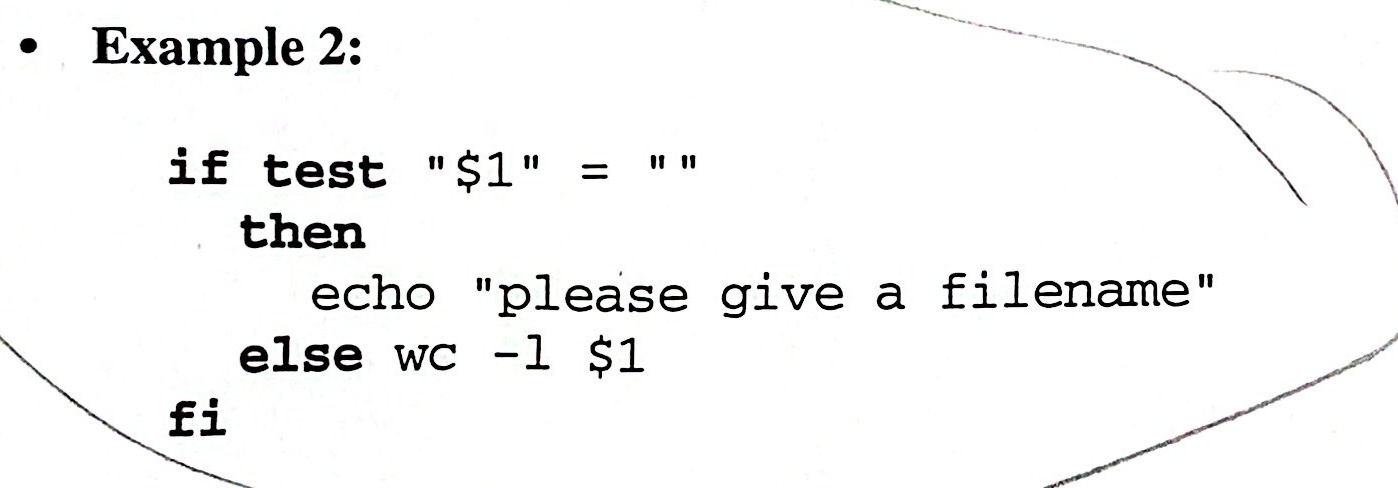 • Example 2:
if test "$1" = ""
then
echo "please give a filename"
else wc -l $1
fi